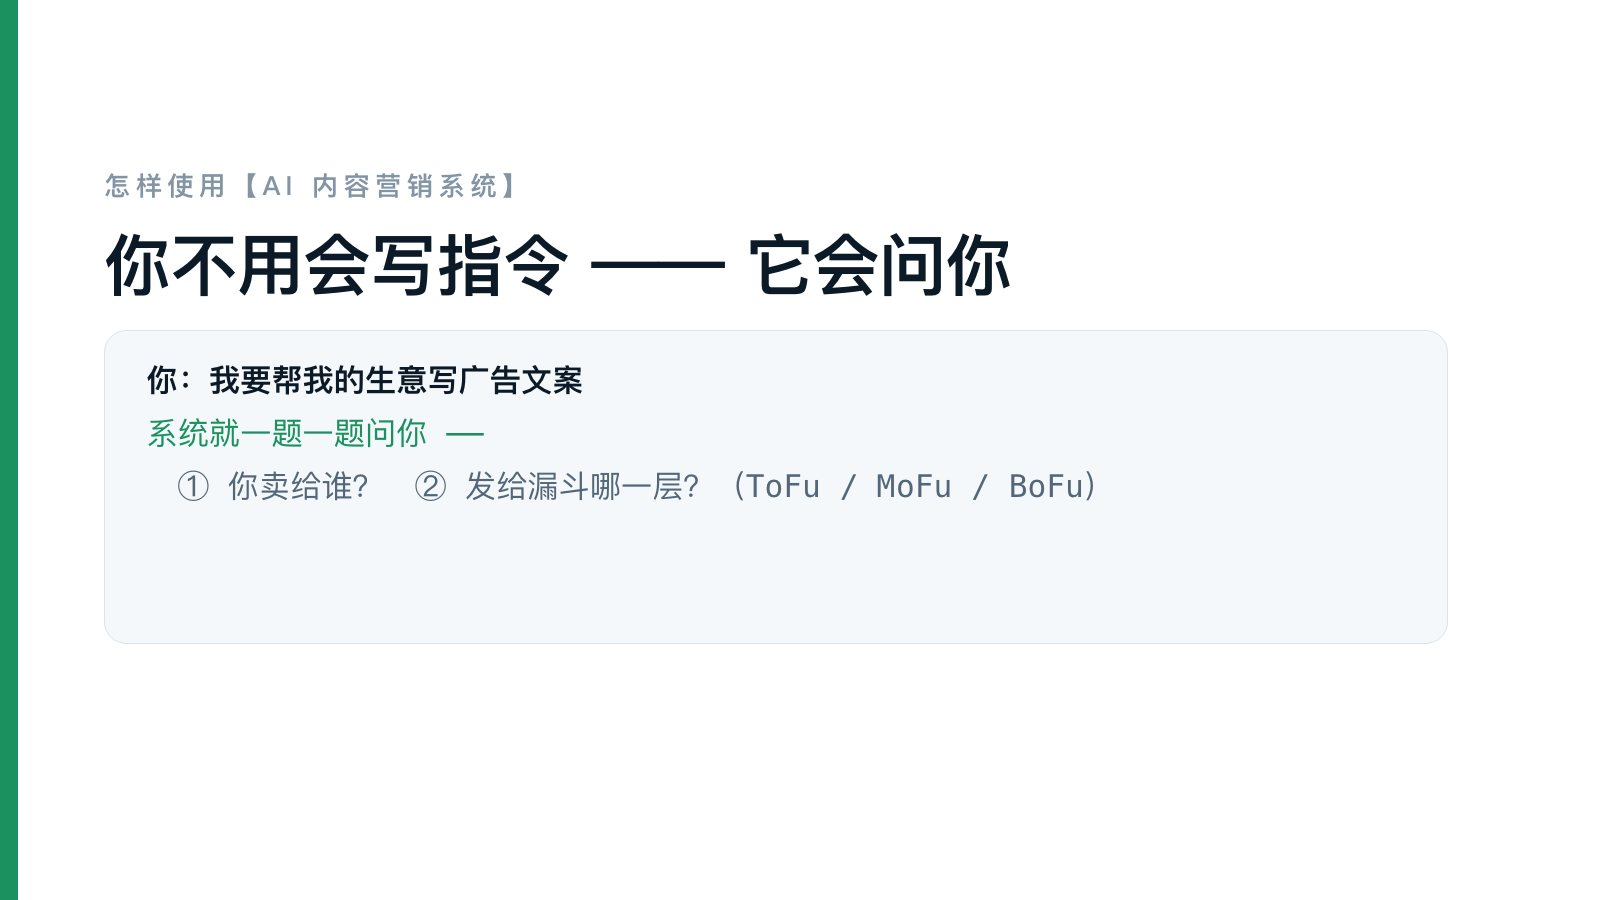 怎样使用【AI 内容营销系统】
你不用会写指令 —— 它会问你
你：我要帮我的生意写广告文案
系统就一题一题问你 —
① 你卖给谁？ ② 发给漏斗哪一层？（ToFu / MoFu / BoFu）